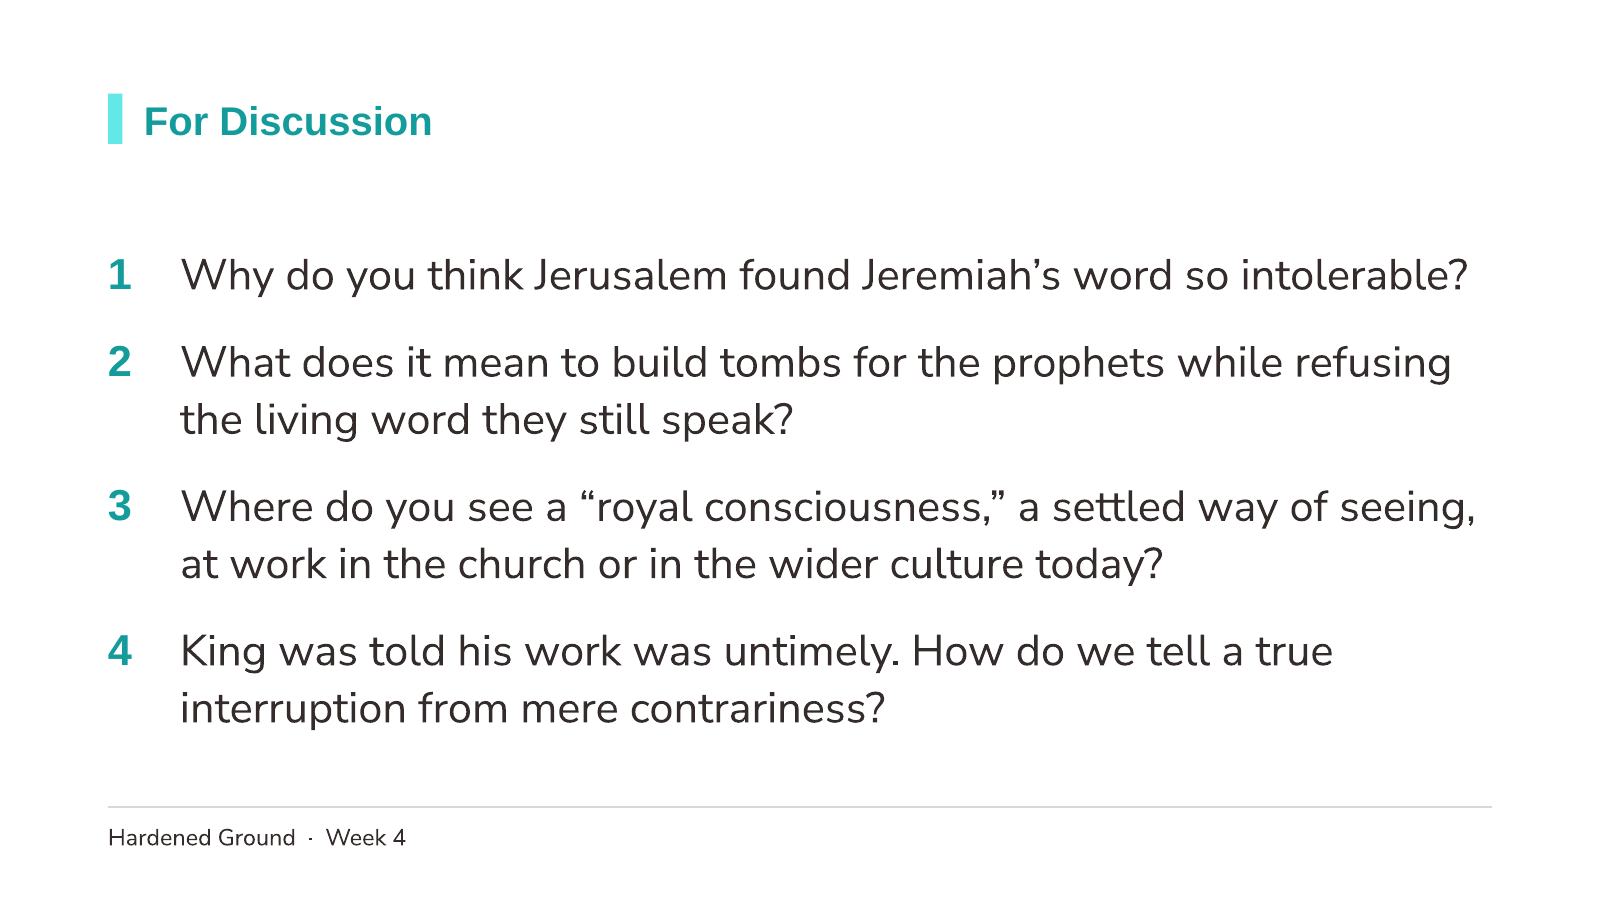 For Discussion
1 Why do you think Jerusalem found Jeremiah’s word so intolerable?
2 What does it mean to build tombs for the prophets while refusing
the living word they still speak?
3 Where do you see a “royal consciousness,” a settled way of seeing,
at work in the church or in the wider culture today?
4 King was told his work was untimely. How do we tell a true
interruption from mere contrariness?
Hardened Ground · Week 4